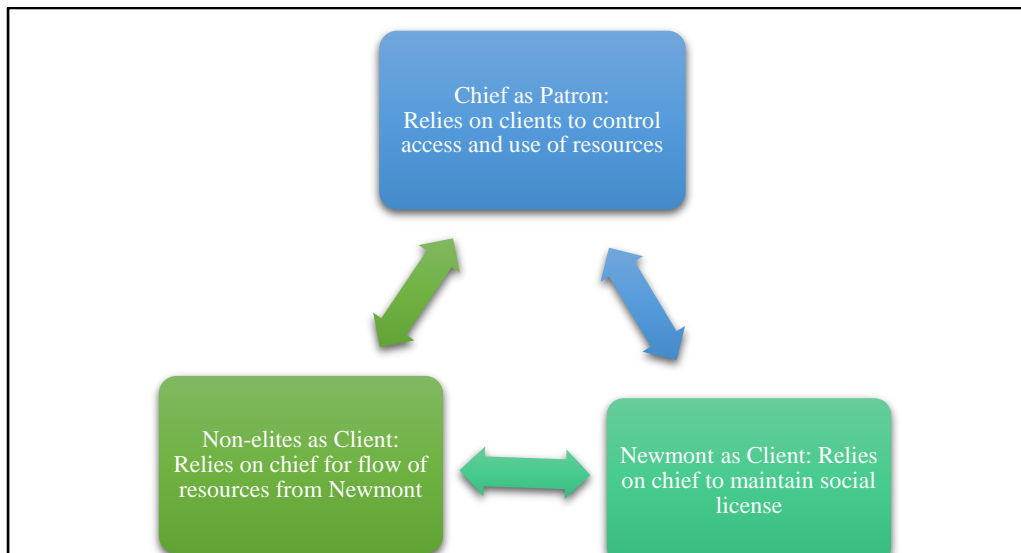 Chief as Patron:
Relies on clients to control
access and use of resources
Non-elites as Client:
Relies on chief for flow of
resources from Newmont
Newmont as Client: Relies
on chief to maintain social
license